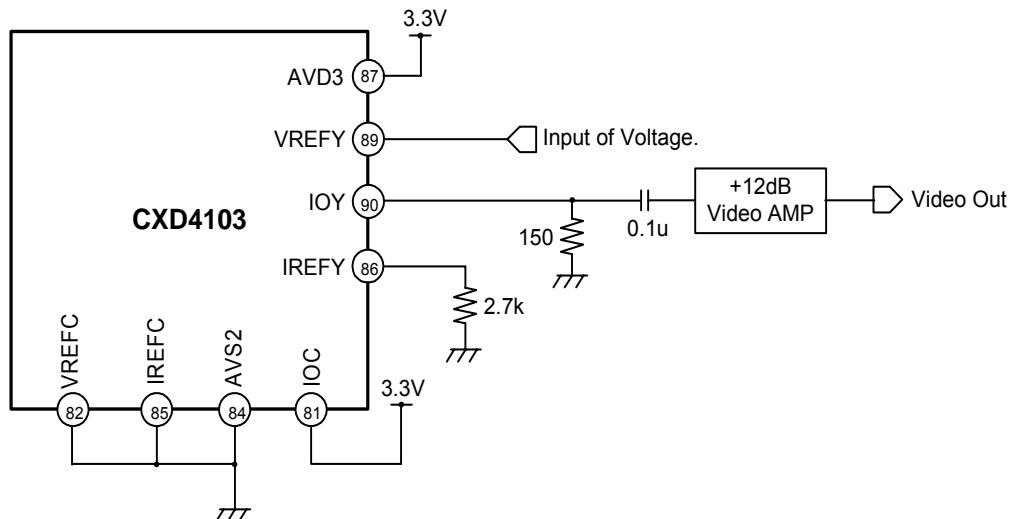 3.3V
AVD3 87
VREFY 89 Input of Voltage.
IOY 90
+12dB
Video AMP
Video Out
CXD4103
150
0.1u
IREFY 86
2.7k
VREFC
IREFC
AVS2
IOC
3.3V
82 85 84 81